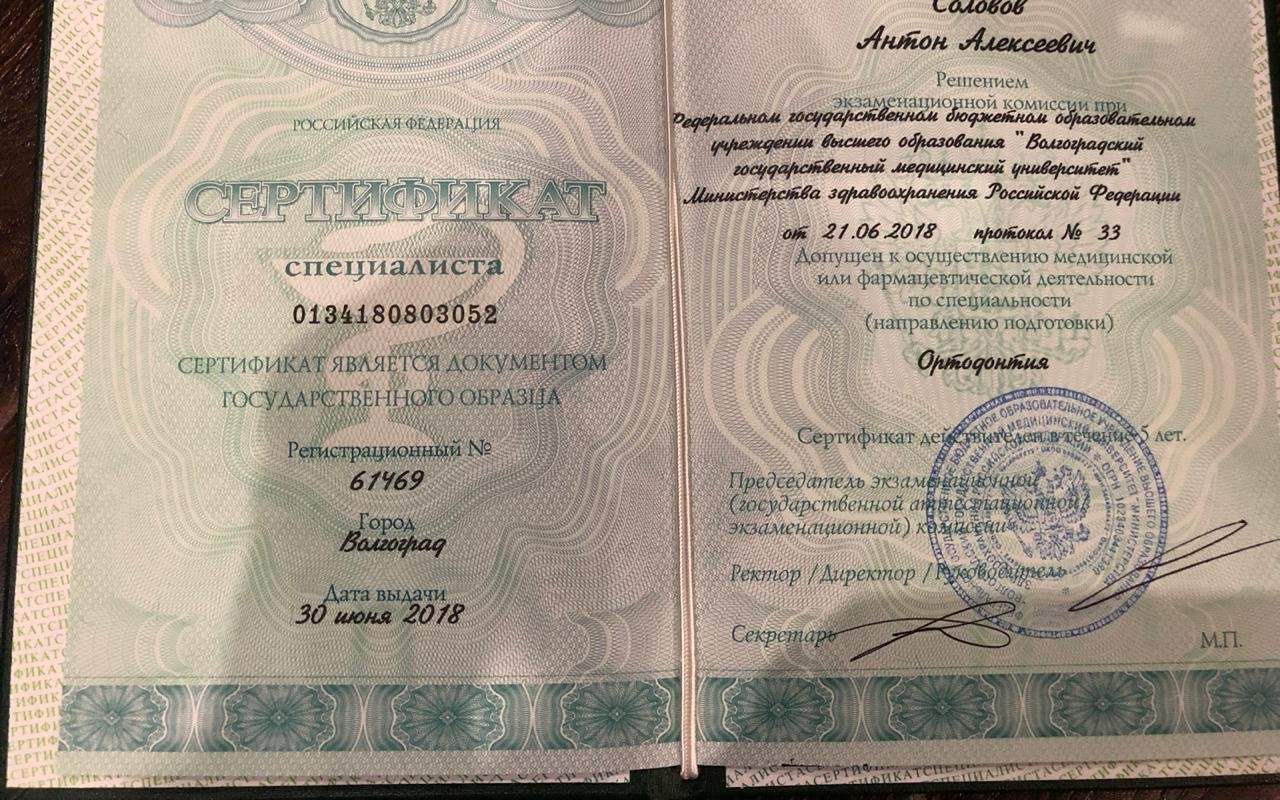 РОССИЙСКАЯ ФЕДЕРАЦИЯ
СЕРТИФИКАТ
специалиста
0134180803052
СЕРТИФИКАТ ЯВЛЯЕТСЯ ДОКУМЕНТОМ
ГОСУДАРСТВЕННОГО ОБРАЗЦА
Регистрационный №
61469
Город
Волгоград
Дата выдачи
30 июня 2018
Соловов
Антон Алексеевич
Решением
экзаменационной комиссии при
Федеральном государственном бюджетном образовательном
учреждении высшего образования "Волгоградский
государственный медицинский университет"
Министерства здравоохранения Российской Федерации
от 21.06.2018 протокол № 33
Допущен к осуществлению медицинской
или фармацевтической деятельности
по специальности
(направлению подготовки)
Ортодонтия
Сертификат действителен в течение 5 лет.
Председатель экзаменационной
(государственной аттестационной/
экзаменационной) комиссии
Ректор /Директор /Руководитель
Секретарь
М.П.